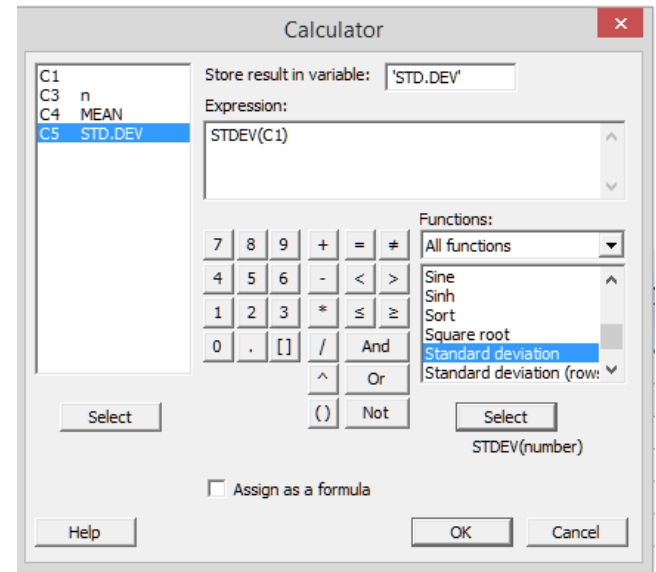 Calculator
×
C1
C3 n
C4 MEAN
C5 STD.DEV
Store result in variable: 'STD.DEV'
Expression:
STDEV(C1)
Functions:
All functions
7 8 9 + = ≠
4 5 6 - < >
1 2 3 * ≤ ≥
0 . [] / And
^ Or
() Not
Sine
Sinh
Sort
Square root
Standard deviation
Standard deviation (row:
Select
Select
STDEV(number)
Assign as a formula
Help
OK
Cancel